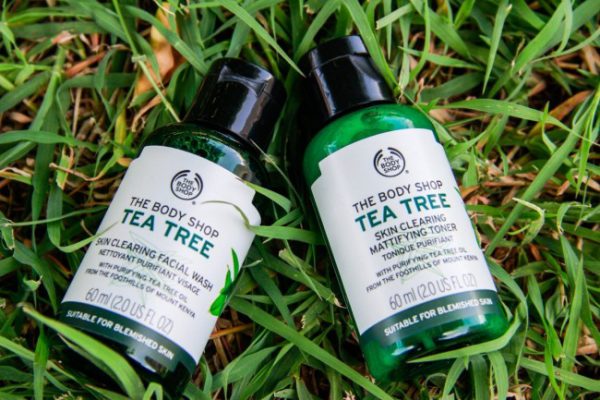 THE
BODY
SHOP
THE BODY SHOP
TEA TREE
SKIN CLEARING FACIAL WASH
NETTOYANT PURIFIANT VISAGE
WITH PURIFYING TEA TREE OIL
FROM THE FOOTHILLS OF MOUNT KENYA
60 ml (2.0 US FL OZ)
SUITABLE FOR BLEMISHED SKIN
THE
BODY
SHOP
THE BODY SHOP
TEA TREE
SKIN CLEARING
MATTIFYING TONER
TONIQUE PURIFIANT
WITH PURIFYING TEA TREE OIL
FROM THE FOOTHILLS OF MOUNT KENYA
60 ml (2.0 US FL OZ)
SUITABLE FOR BLEMISHED SKIN